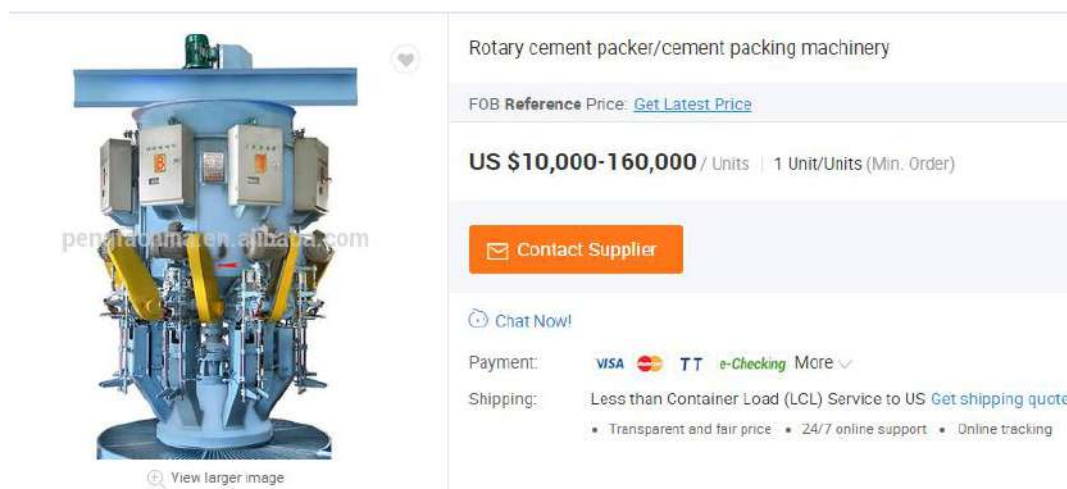 Rotary cement packer/cement packing machinery
FOB Reference Price: Get Latest Price
US $10,000-160,000 / Units | 1 Unit/Units (Min. Order)
Contact Supplier
Chat Now!
Payment: VISA TT e-Checking More
Shipping: Less than Container Load (LCL) Service to US Get shipping quote
• Transparent and fair price • 24/7 online support • Online tracking
View larger image